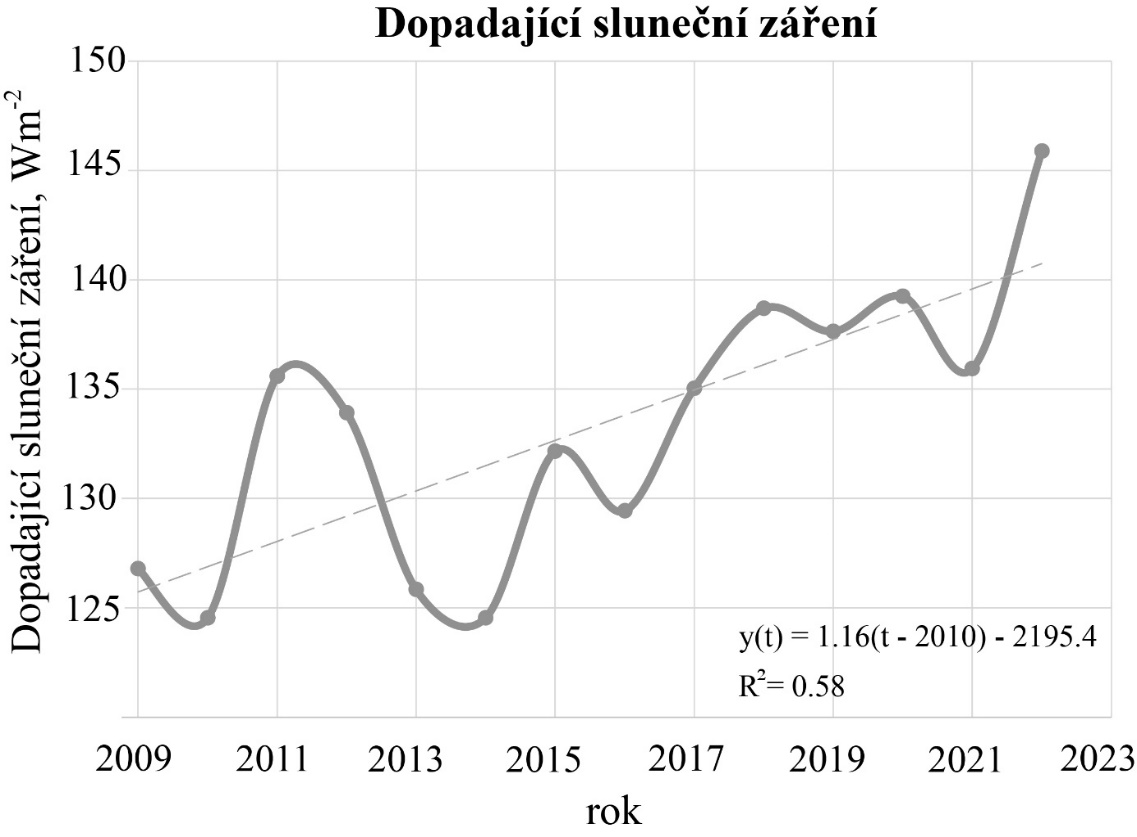 Dopadající sluneční záření
Dopadající sluneční záření, Wm⁻²
150
145
140
135
130
125
y(t) = 1.16(t - 2010) - 2195.4
R²= 0.58
2009 2011 2013 2015 2017 2019 2021 2023
rok